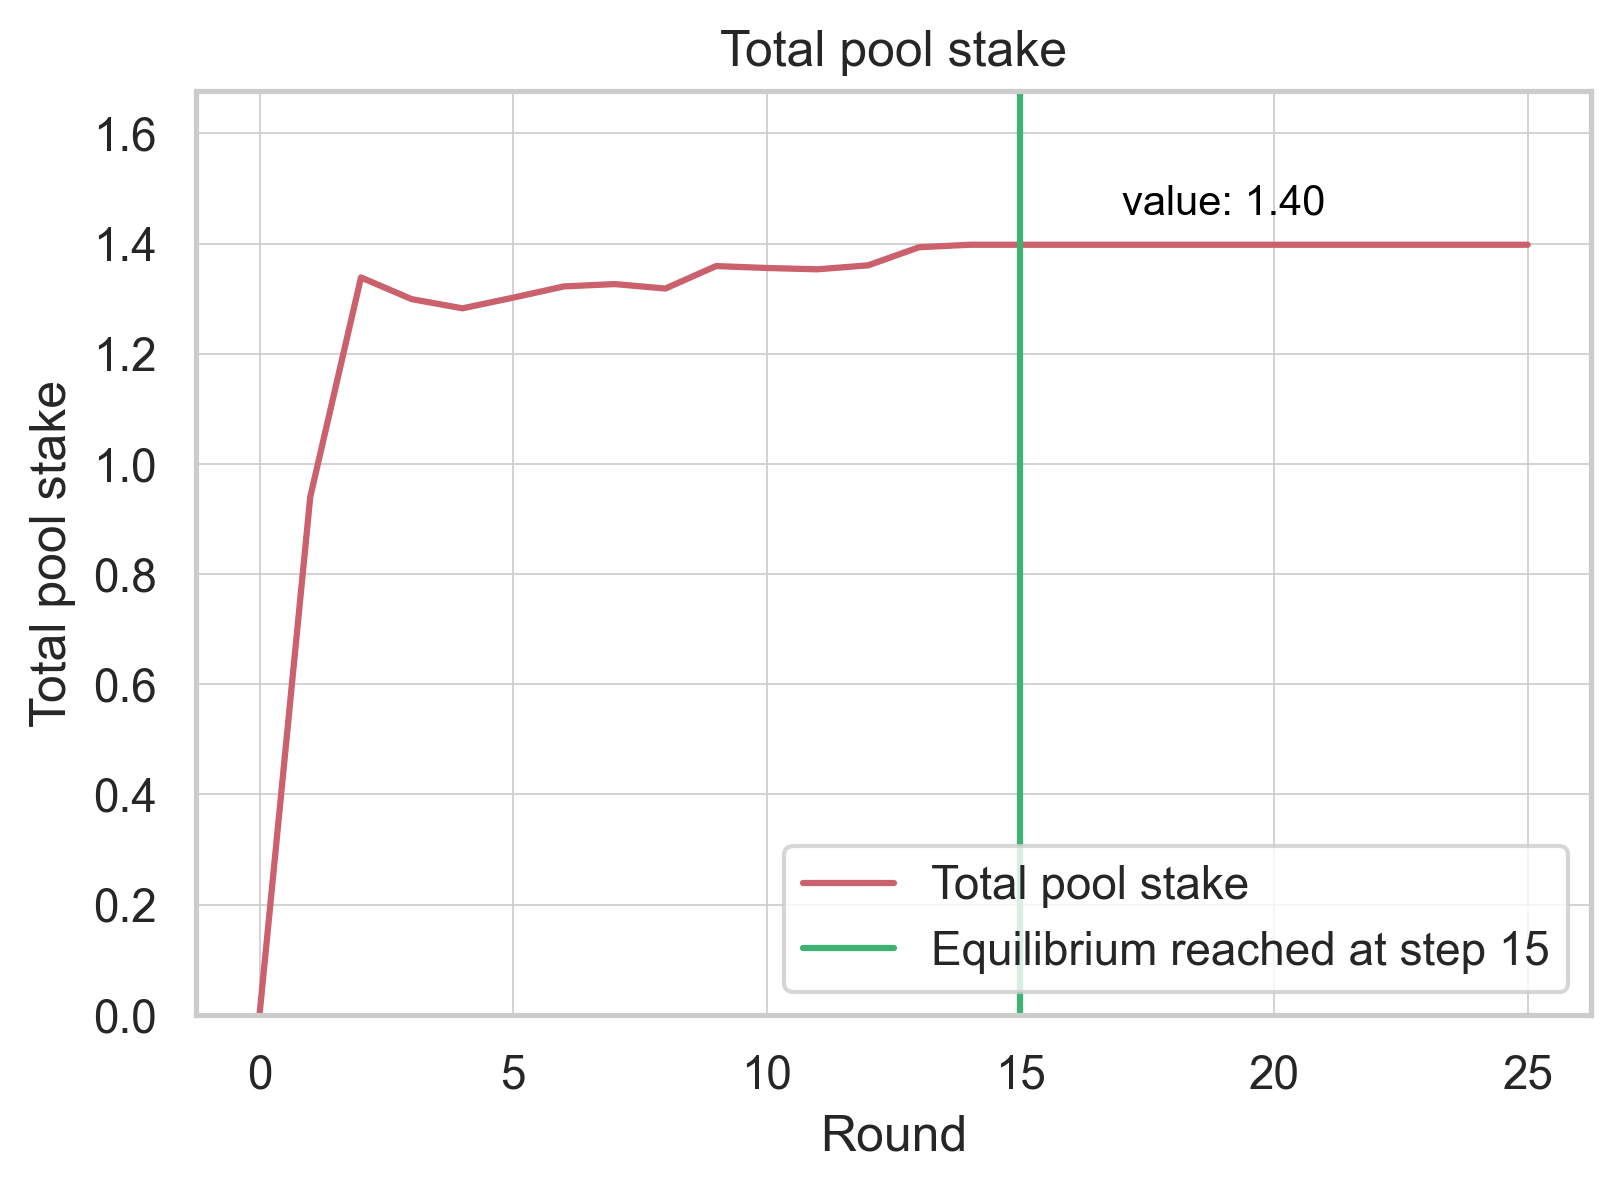 Total pool stake
1.6
1.4
1.2
1.0
0.8
0.6
0.4
0.2
0.0
Total pool stake
value: 1.40
Total pool stake
Equilibrium reached at step 15
0 5 10 15 20 25
Round